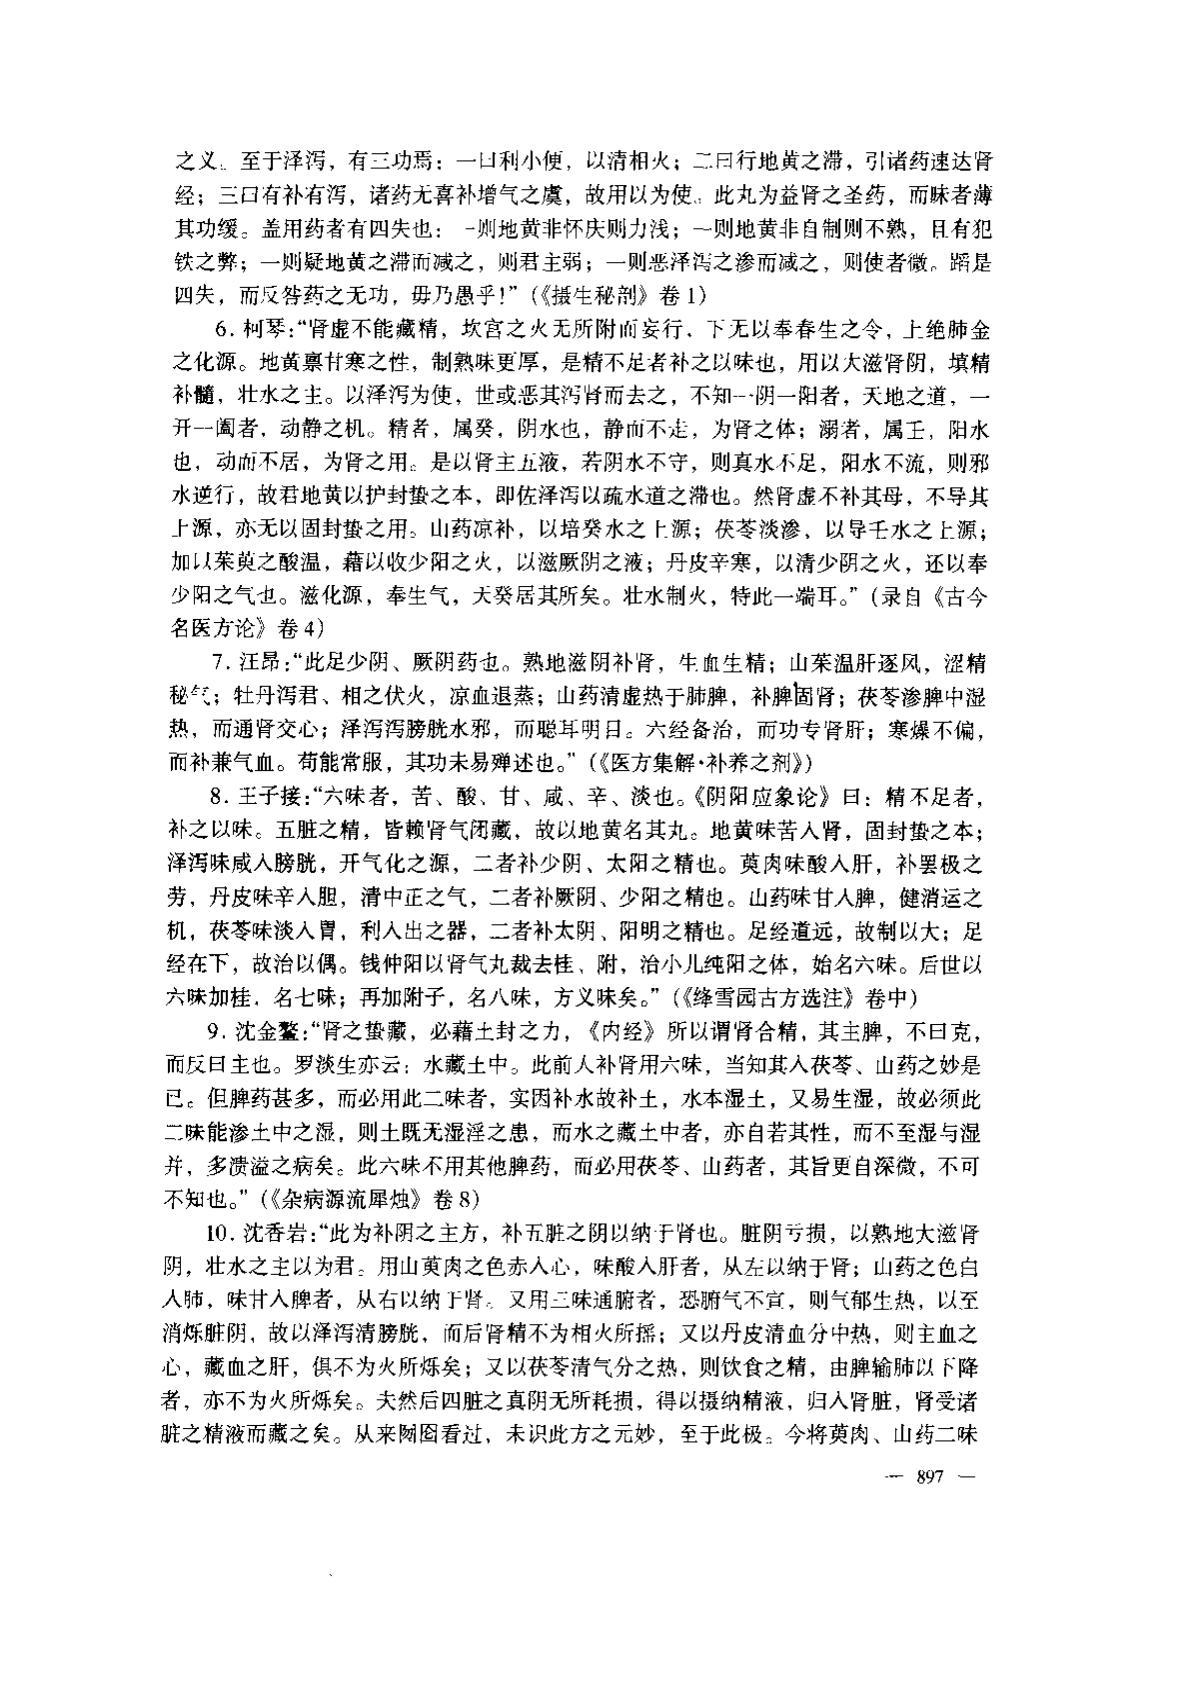 之义。至于泽泻，有三功焉：一曰利小便，以清相火；二曰行地黄之滞，引诸药速达肾
经；三曰有补有泻，诸药无喜补增气之虞，故用以为使。此丸为益肾之圣药，而昧者薄
其功缓。盖用药者有四失也：一则地黄非怀庆则力浅；一则地黄非自制则不熟，且有犯
铁之弊；一则疑地黄之滞而减之，则君主弱；一则恶泽泻之渗而减之，则使者微。蹈是
四失，而反咎药之无功，毋乃愚乎！”（《摄生秘剖》卷1）
6. 柯琴：“肾虚不能藏精，坎宫之火无所附而妄行，下无以奉春生之令，上绝肺金
之化源。地黄禀甘寒之性，制熟味更厚，是精不足者补之以味也，用以大滋肾阴，填精
补髓，壮水之主。以泽泻为使，世或恶其泻肾而去之，不知一阴一阳者，天地之道，一
开一阖者，动静之机。精者，属癸，阴水也，静而不走，为肾之体；溺者，属壬，阳水
也，动而不居，为肾之用。是以肾主五液，若阴水不守，则真水不足，阳水不流，则邪
水逆行，故君地黄以护封蛰之本，即佐泽泻以疏水道之滞也。然肾虚不补其母，不导其
上源，亦无以固封蛰之用。山药凉补，以培癸水之上源；茯苓淡渗，以导壬水之上源；
加以茱萸之酸温，藉以收少阳之火，以滋厥阴之液；丹皮辛寒，以清少阴之火，还以奉
少阳之气也。滋化源，奉生气，天癸居其所矣。壮水制火，特此一端耳。”（录自《古今
名医方论》卷4）
7. 汪昂：“此足少阴、厥阴药也。熟地滋阴补肾，生血生精；山茱温肝逐风，涩精
秘气；牡丹泻君、相之伏火，凉血退蒸；山药清虚热于肺脾，补脾固肾；茯苓渗脾中湿
热，而通肾交心；泽泻泻膀胱水邪，而聪耳明目。六经备治，而功专肾肝；寒燥不偏，
而补兼气血。苟能常服，其功未易殚述也。”（《医方集解·补养之剂》）
8. 王子接：“六味者，苦、酸、甘、咸、辛、淡也。《阴阳应象论》曰：精不足者，
补之以味。五脏之精，皆赖肾气闭藏，故以地黄名其丸。地黄味苦入肾，固封蛰之本；
泽泻味咸入膀胱，开气化之源，二者补少阴、太阳之精也。萸肉味酸入肝，补罢极之
劳，丹皮味辛入胆，清中正之气，二者补厥阴、少阳之精也。山药味甘入脾，健消运之
机，茯苓味淡入胃，利入出之器，二者补太阴、阳明之精也。足经道远，故制以大；足
经在下，故治以偶。钱仲阳以肾气丸裁去桂、附，治小儿纯阳之体，始名六味。后世以
六味加桂，名七味；再加附子，名八味，方义味矣。”（《绛雪园古方选注》卷中）
9. 沈金鳌：“肾之蛰藏，必藉土封之力，《内经》所以谓肾合精，其主脾，不曰克，
而反曰主也。罗淡生亦云：水藏土中。此前人补肾用六味，当知其入茯苓、山药之妙是
已。但脾药甚多，而必用此二味者，实因补水故补土，水本湿土，又易生湿，故必须此
二味能渗土中之湿，则土既无湿淫之患，而水之藏土中者，亦自若其性，而不至湿与湿
并，多溃溢之病矣。此六味不用其他脾药，而必用茯苓、山药者，其旨更自深微，不可
不知也。”（《杂病源流犀烛》卷8）
10. 沈香岩：“此为补阴之主方，补五脏之阴以纳于肾也。脏阴亏损，以熟地大滋肾
阴，壮水之主以为君。用山萸肉之色赤入心，味酸入肝者，从左以纳于肾；山药之色白
入肺，味甘入脾者，从右以纳于肾。又用三味通腑者，恐腑气不宣，则气郁生热，以至
消烁脏阴，故以泽泻清膀胱，而后肾精不为相火所摇；又以丹皮清血分中热，则主血之
心，藏血之肝，俱不为火所烁矣；又以茯苓清气分之热，则饮食之精，由脾输肺以下降
者，亦不为火所烁矣。夫然后四脏之真阴无所耗损，得以摄纳精液，归入肾脏，肾受诸
脏之精液而藏之矣。从来囫囵看过，未识此方之元妙，至于此极。今将萸肉、山药二味
— 897 —